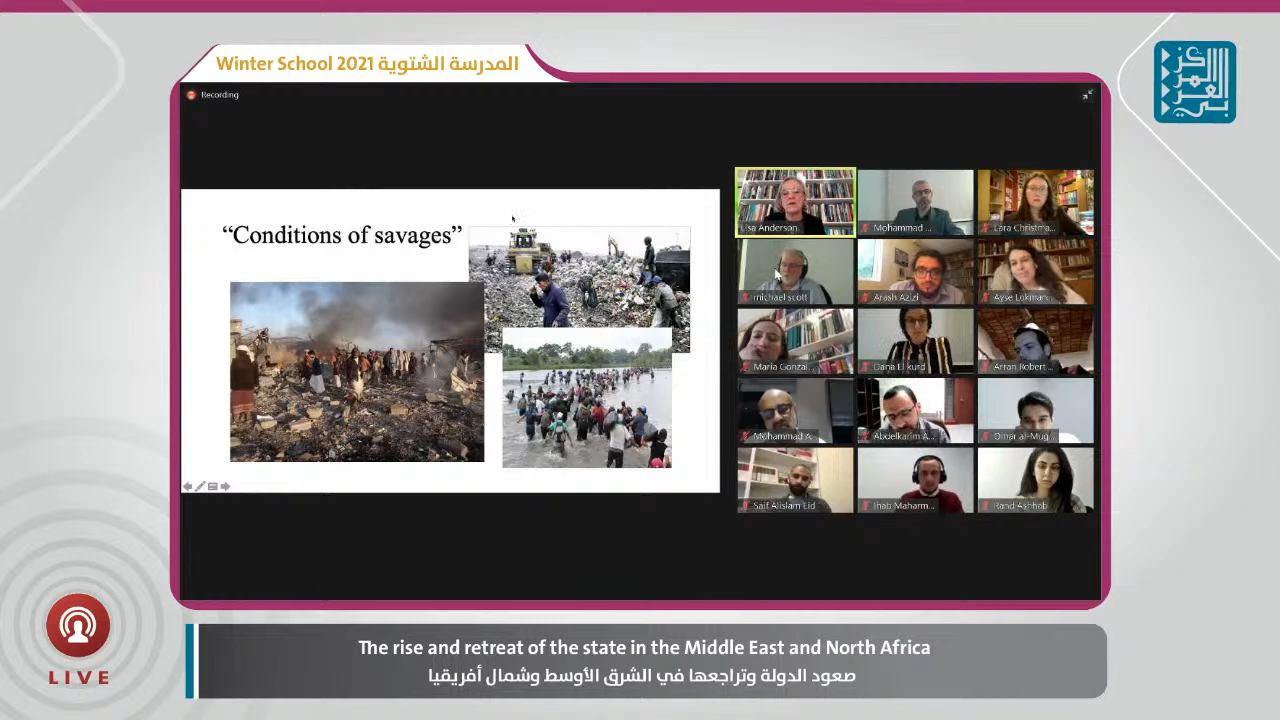 Winter School 2021 المدرسة الشتوية
المركز العربي
Recording
“Conditions of savages”
Lisa Anderson
Mohammad ...
Lara Christma...
michael scott
Arash Azizi
Ayse Lokman...
Maria Gonzal...
Dana El kurd
Arran Robert...
Mohammad A...
Abdelkarim A...
Omar al-Mug...
Saif Alislam Eid
Ihab Maharm...
Rand Ashhab
LIVE
The rise and retreat of the state in the Middle East and North Africa
صعود الدولة وتراجعها في الشرق الأوسط وشمال أفريقيا